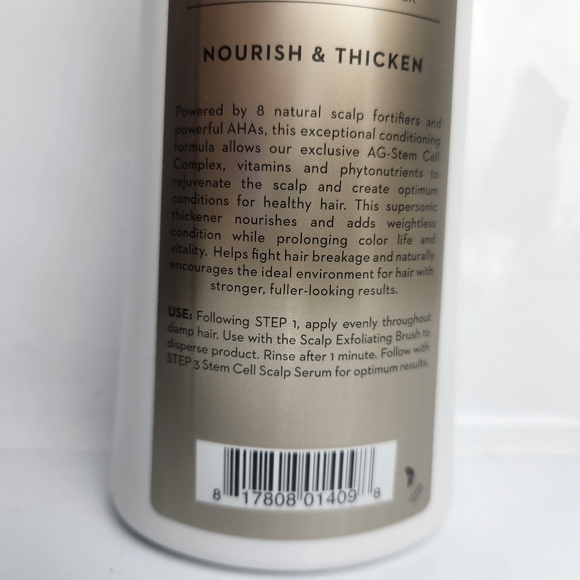 NOURISH & THICKEN
Powered by 8 natural scalp fortifiers and
powerful AHAs, this exceptional conditioning
formula allows our exclusive AG-Stem Cell
Complex, vitamins and phytonutrients to
rejuvenate the scalp and create optimum
conditions for healthy hair. This supersonic
thickener nourishes and adds weightless
condition while prolonging color life and
vitality. Helps fight hair breakage and naturally
encourages the ideal environment for hair with
stronger, fuller-looking results.
USE: Following STEP 1, apply evenly throughout
damp hair. Use with the Scalp Exfoliating Brush to
disperse product. Rinse after 1 minute. Follow with
STEP 3 Stem Cell Scalp Serum for optimum results.
8 17808 01409 8